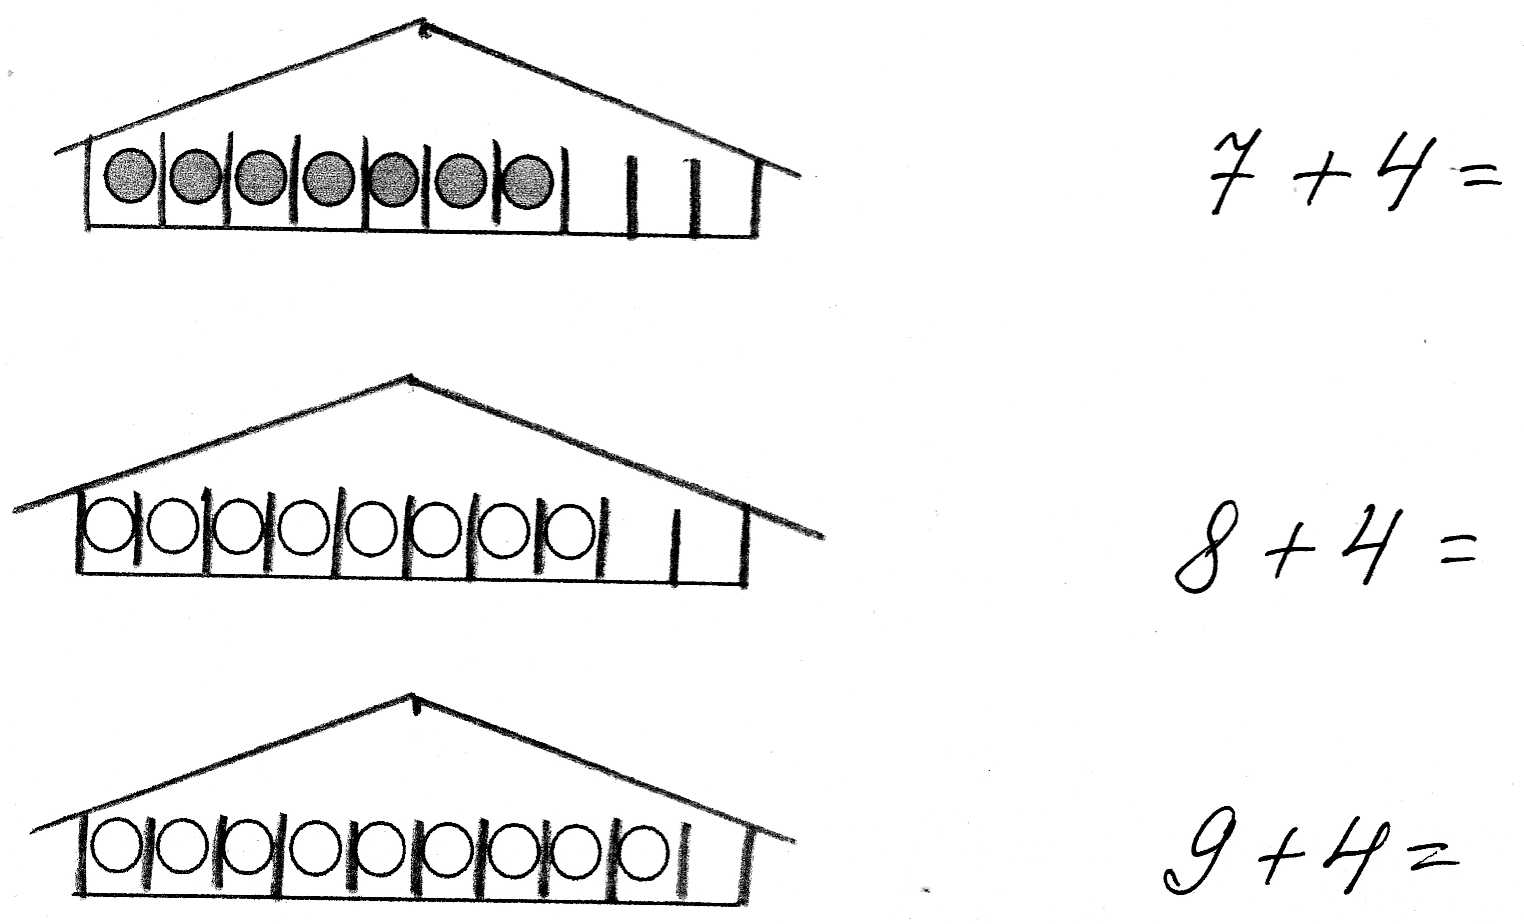 7 + 4 =
8 + 4 =
9 + 4 =